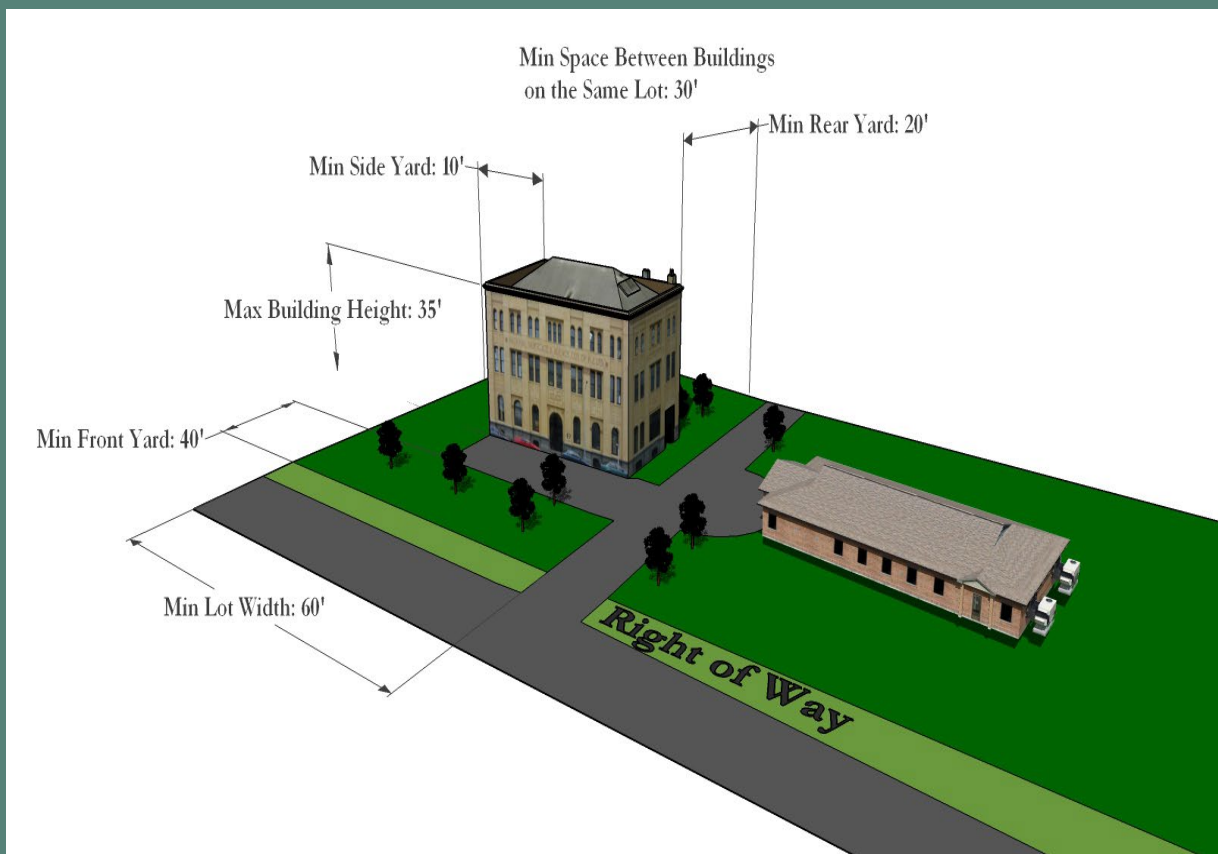 Min Space Between Buildings
on the Same Lot: 30'
Min Rear Yard: 20'
Min Side Yard: 10'
Max Building Height: 35'
Min Front Yard: 40'
Min Lot Width: 60'
Right of Way